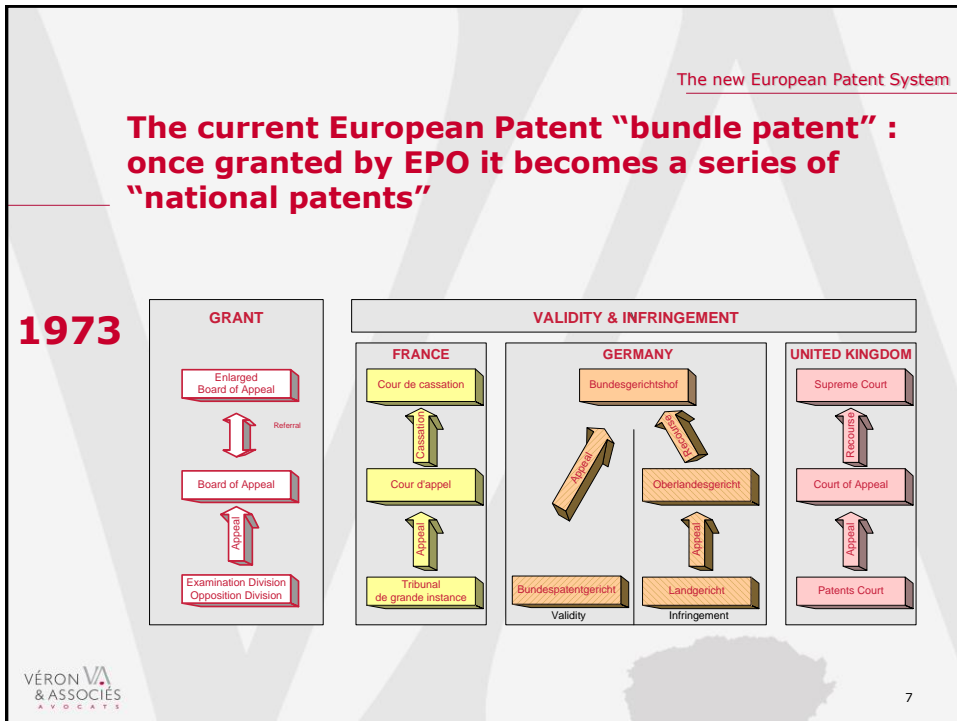 The new European Patent System
The current European Patent “bundle patent” :
once granted by EPO it becomes a series of
“national patents”
1973
GRANT
Enlarged
Board of Appeal
Referral
Board of Appeal
Appeal
Examination Division
Opposition Division
VALIDITY & INFRINGEMENT
FRANCE
Cour de cassation
Cassation
Cour d'appel
Appeal
Tribunal
de grande instance
GERMANY
Bundesgerichtshof
Appeal
Recourse
Oberlandesgericht
Appeal
Bundespatentgericht
Landgericht
Validity
Infringement
UNITED KINGDOM
Supreme Court
Recourse
Court of Appeal
Appeal
Patents Court
VÉRON VA
& ASSOCIÉS
AVOCATS
7